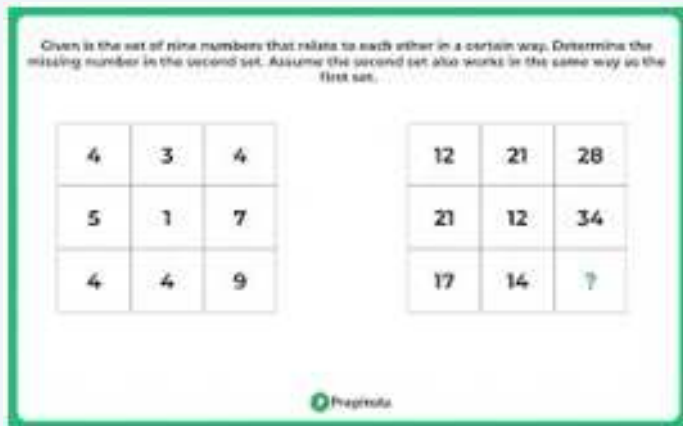 Given is the set of nine numbers that relate to each other in a certain way. Determine the
missing number in the second set. Assume the second set also works in the same way as the
first set.
4 3 4
5 1 7
4 4 9
12 21 28
21 12 34
17 14 ?
PrepInsta